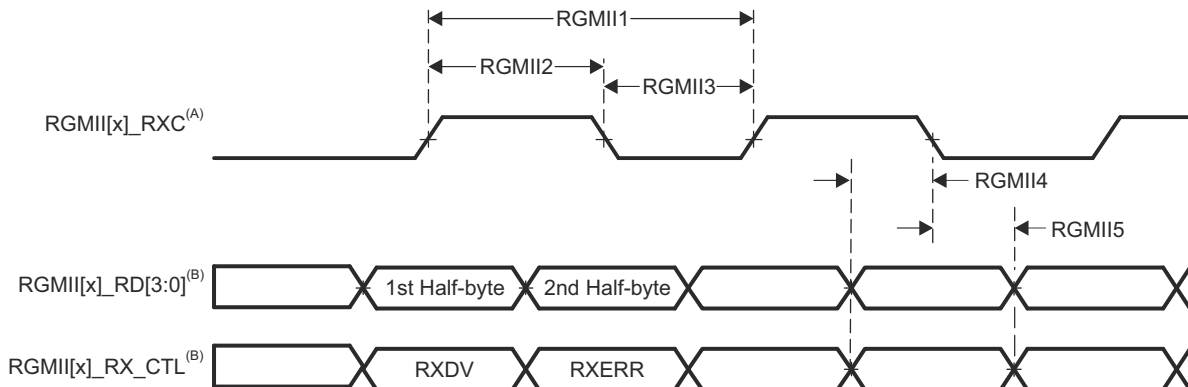 RGMII1
RGMII2
RGMII3
RGMII[x]_RXC(A)
RGMII4
RGMII5
RGMII[x]_RD[3:0](B)
1st Half-byte
2nd Half-byte
RGMII[x]_RX_CTL(B)
RXDV
RXERR